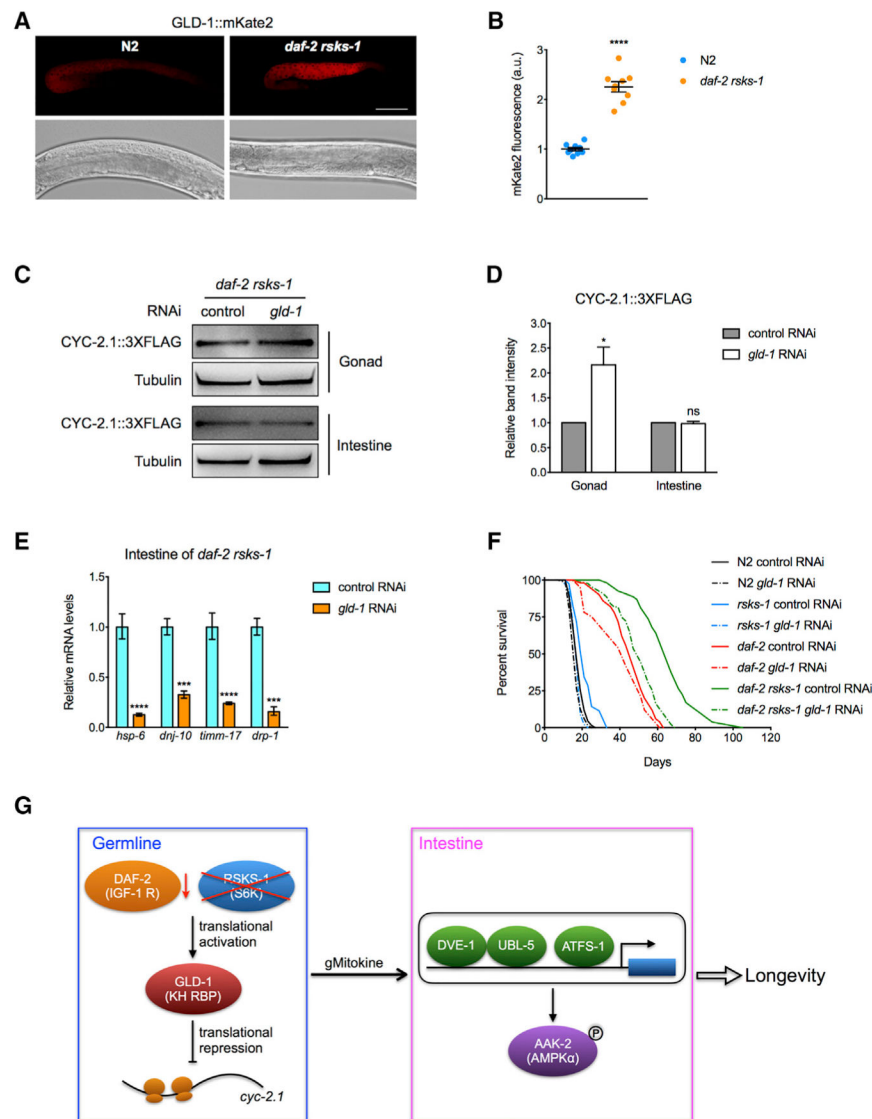 A
GLD-1::mKate2
N2
daf-2 rsks-1
B
mKate2 fluorescence (a.u.)
3
2
1
0
****
N2
daf-2 rsks-1
C
daf-2 rsks-1
RNAi control gld-1
CYC-2.1::3XFLAG
Tubulin
Gonad
CYC-2.1::3XFLAG
Tubulin
Intestine
D
CYC-2.1::3XFLAG
Relative band intensity
3.0
2.5
2.0
1.5
1.0
0.5
0.0
*
ns
Gonad Intestine
control RNAi
gld-1 RNAi
E
Intestine of daf-2 rsks-1
Relative mRNA levels
1.5
1.0
0.5
0.0
**** *** **** ***
hsp-6 dnj-10 timm-17 drp-1
control RNAi
gld-1 RNAi
F
Percent survival
100
75
50
25
0
0 20 40 60 80 100 120
Days
N2 control RNAi
N2 gld-1 RNAi
rsks-1 control RNAi
rsks-1 gld-1 RNAi
daf-2 control RNAi
daf-2 gld-1 RNAi
daf-2 rsks-1 control RNAi
daf-2 rsks-1 gld-1 RNAi
G
Germline
DAF-2
(IGF-1 R)
RSKS-1
(S6K)
translational
activation
GLD-1
(KH RBP)
translational
repression
cyc-2.1
gMitokine
Intestine
DVE-1
UBL-5
ATFS-1
AAK-2
(AMPKα)
P
Longevity